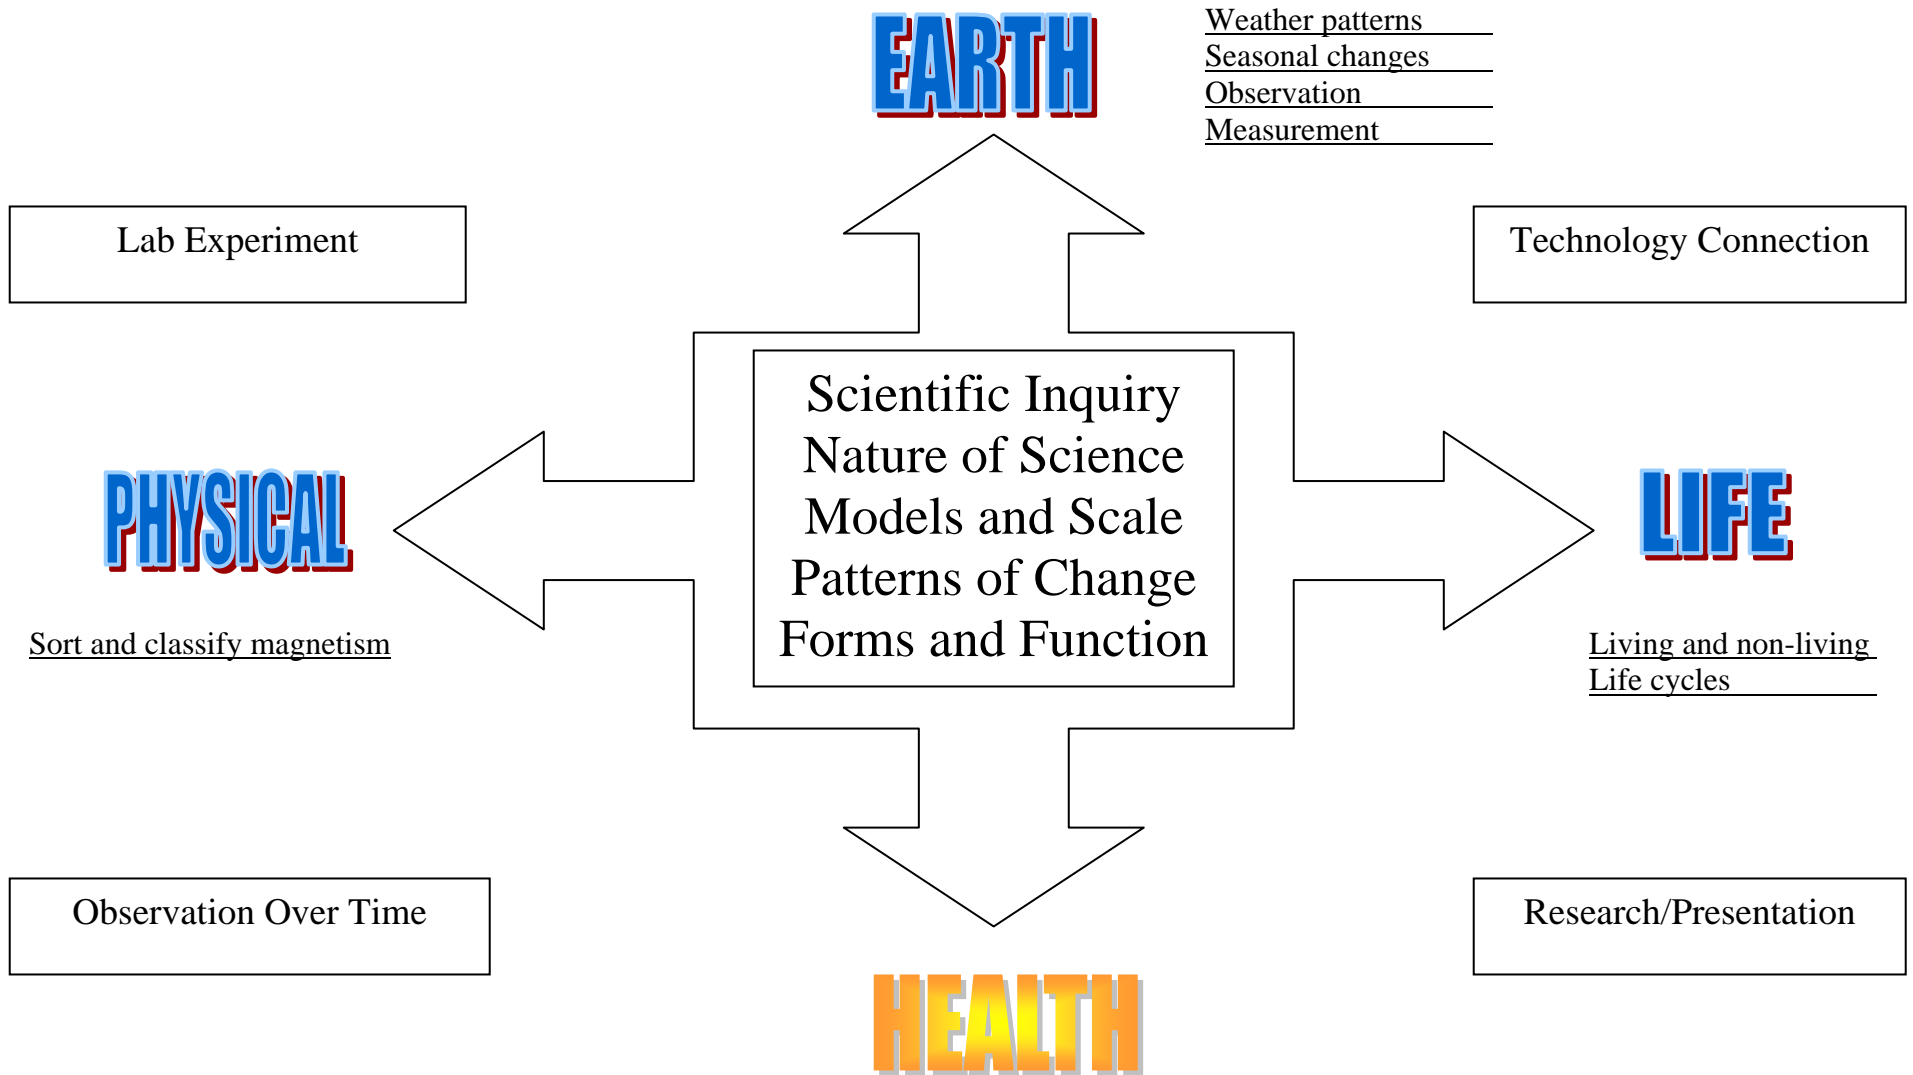 EARTH
Weather patterns
Seasonal changes
Observation
Measurement
Lab Experiment
Technology Connection
Scientific Inquiry
Nature of Science
Models and Scale
Patterns of Change
Forms and Function
PHYSICAL
LIFE
Sort and classify magnetism
Living and non-living
Life cycles
Observation Over Time
Research/Presentation
HEALTH